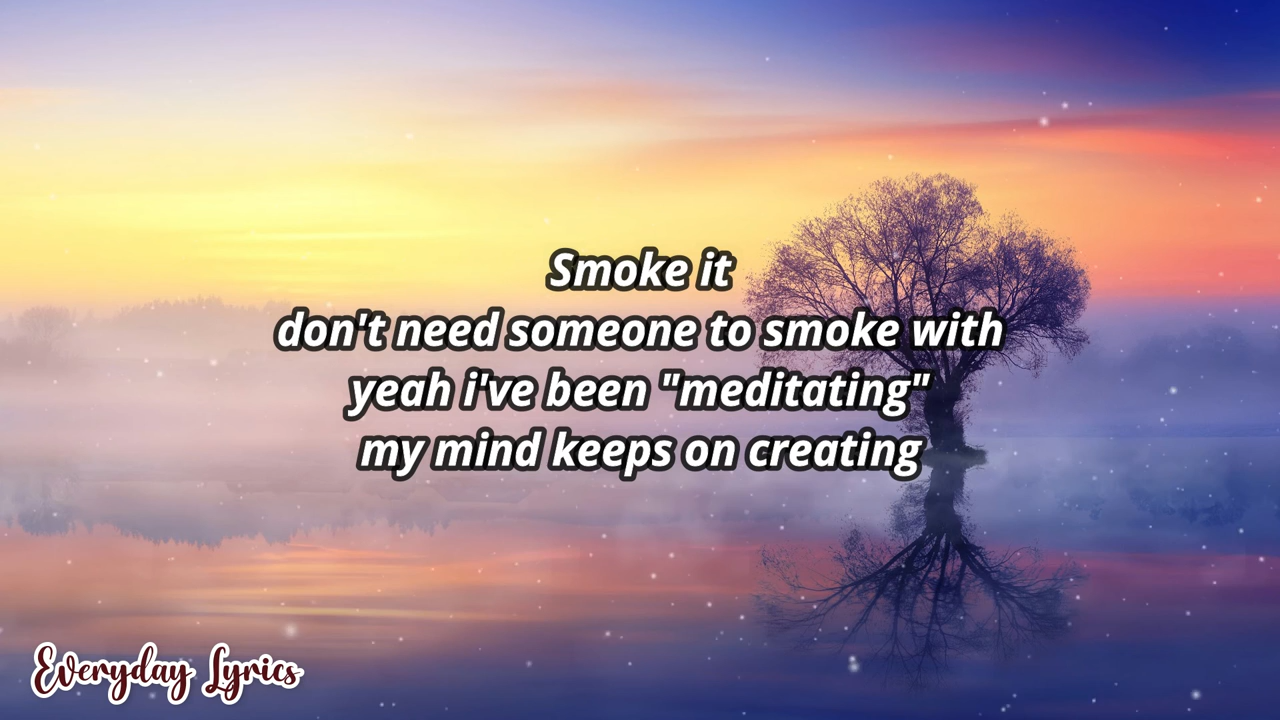 Smoke it
don't need someone to smoke with
yeah i've been "meditating"
my mind keeps on creating
Everyday Lyrics